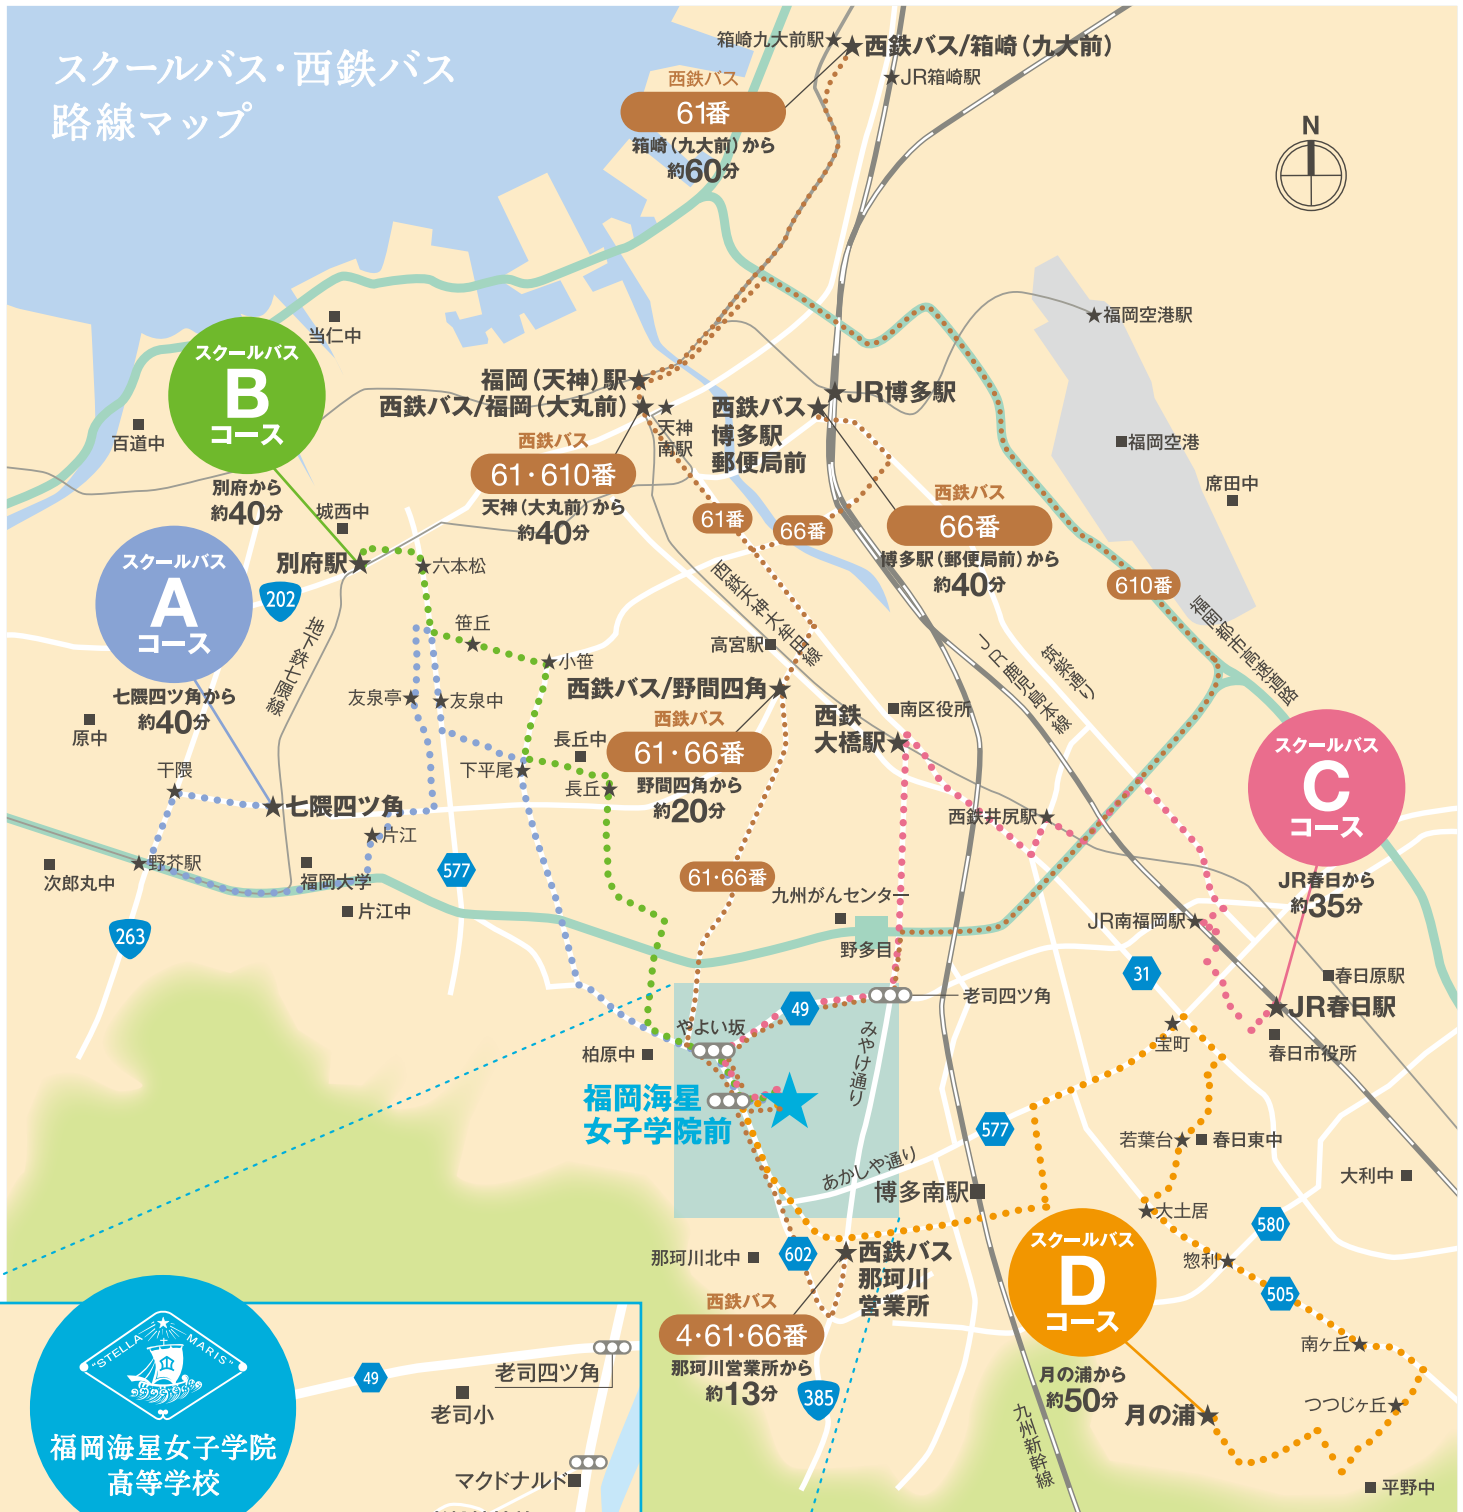 スクールバス・西鉄バス
路線マップ
箱崎九大前駅
西鉄バス/箱崎（九大前）
JR箱崎駅
西鉄バス
61番
箱崎（九大前）から
約60分
N
当仁中
スクールバス
B
コース
別府から
約40分
百道中
福岡（天神）駅
西鉄バス/福岡（大丸前）
天神
南駅
西鉄バス
61・610番
天神（大丸前）から
約40分
JR博多駅
西鉄バス
博多駅
郵便局前
福岡空港駅
福岡空港
席田中
西鉄バス
66番
博多駅（郵便局前）から
約40分
61番
66番
610番
城西中
別府駅
六本松
スクールバス
A
コース
七隈四ツ角から
約40分
202
地下鉄七隈線
笹丘
小笹
西鉄天神大牟田線
高宮駅
JR鹿児島本線
筑紫通り
福岡都市高速道路
友泉亭
友泉中
西鉄バス/野間四角
西鉄バス
61・66番
野間四角から
約20分
南区役所
西鉄
大橋駅
原中
干隈
七隈四ツ角
下平尾
長丘中
長丘
片江
西鉄井尻駅
スクールバス
C
コース
JR春日から
約35分
次郎丸中
野芥駅
福岡大学
片江中
577
263
61・66番
九州がんセンター
野多目
JR南福岡駅
31
春日原駅
JR春日駅
春日市役所
49
老司四ツ角
やよい坂
みやけ通り
宝町
柏原中
福岡海星
女子学院前
577
若葉台
春日東中
あかしや通り
博多南駅
大利中
大土居
580
那珂川北中
602
西鉄バス
那珂川
営業所
西鉄バス
4・61・66番
那珂川営業所から
約13分
385
スクールバス
D
コース
月の浦から
約50分
月の浦
惣利
505
南ヶ丘
つつじヶ丘
平野中
九州新幹線
"STELLA MARIS"
福岡海星女子学院
高等学校
49
老司四ツ角
老司小
マクドナルド